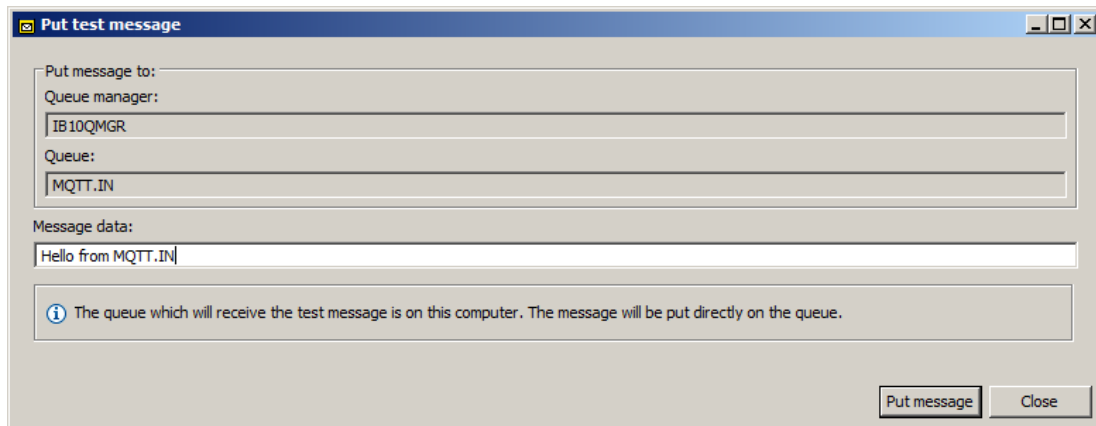 Put test message
Put message to:
Queue manager:
IB10QMGR
Queue:
MQTT.IN
Message data:
Hello from MQTT.IN
The queue which will receive the test message is on this computer. The message will be put directly on the queue.
Put message Close